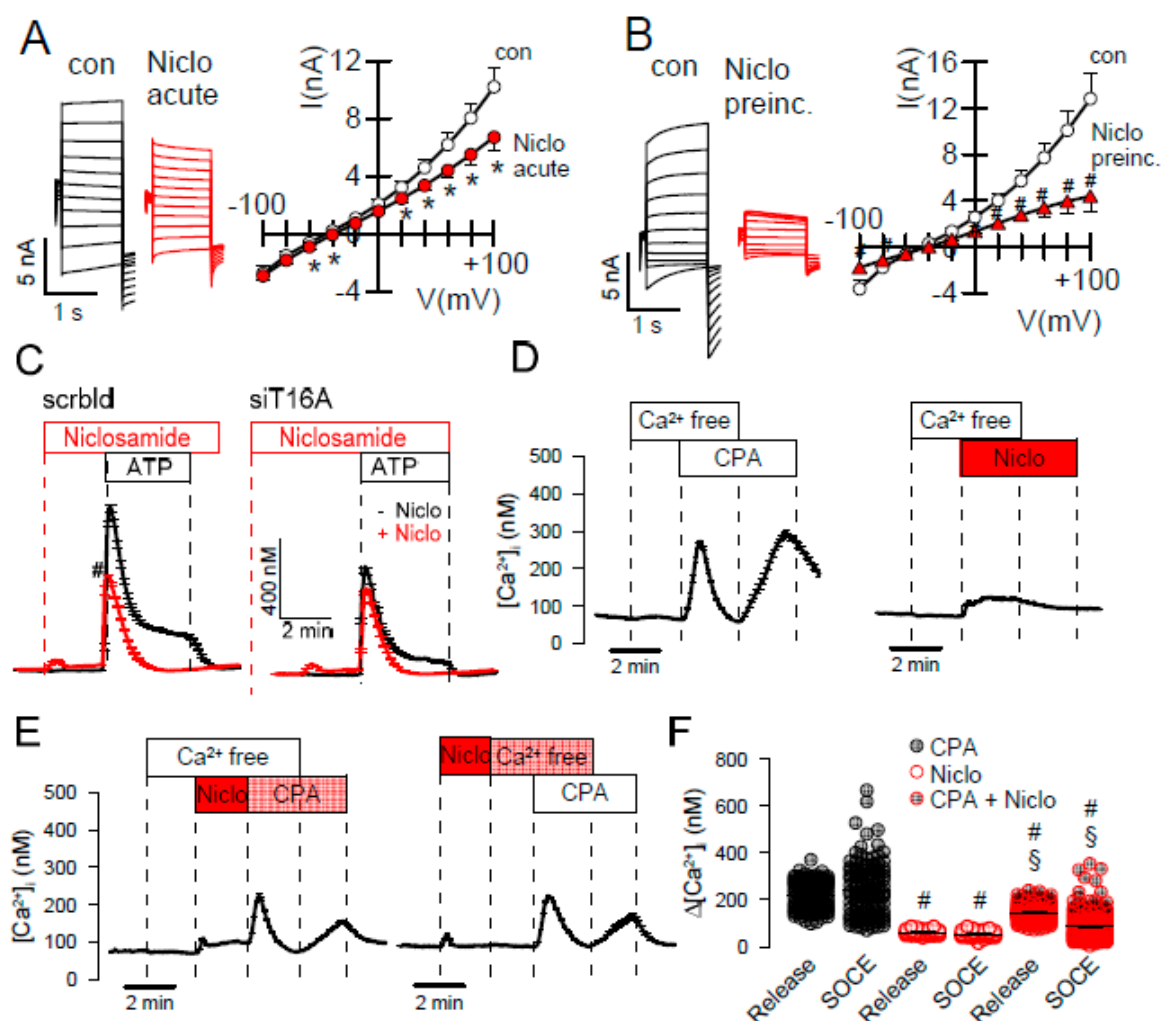 A
con
Niclo
acute
5 nA
1 s
I(nA)
12
8
4
0
-4
-100
+100
V(mV)
Niclo
acute
* * * * * * *
B
con
Niclo
preinc.
5 nA
1 s
I(nA)
16
12
8
4
-4
-100
+100
V(mV)
con
Niclo
preinc.
# # # # #
C
scrbld
siT16A
Niclosamide
Niclosamide
ATP
ATP
- Niclo
+ Niclo
#
400 nM
2 min
D
Ca²⁺ free
CPA
Ca²⁺ free
Niclo
[Ca²⁺]i (nM)
500
400
300
200
100
0
2 min
2 min
E
Ca²⁺ free
Niclo
CPA
Niclo
Ca²⁺ free
CPA
[Ca²⁺]i (nM)
500
400
300
200
100
0
2 min
2 min
F
CPA
Niclo
CPA + Niclo
Δ[Ca²⁺]i (nM)
800
600
400
200
0
#
#
#
§
#
§
Release
SOCE
Release
SOCE
Release
SOCE